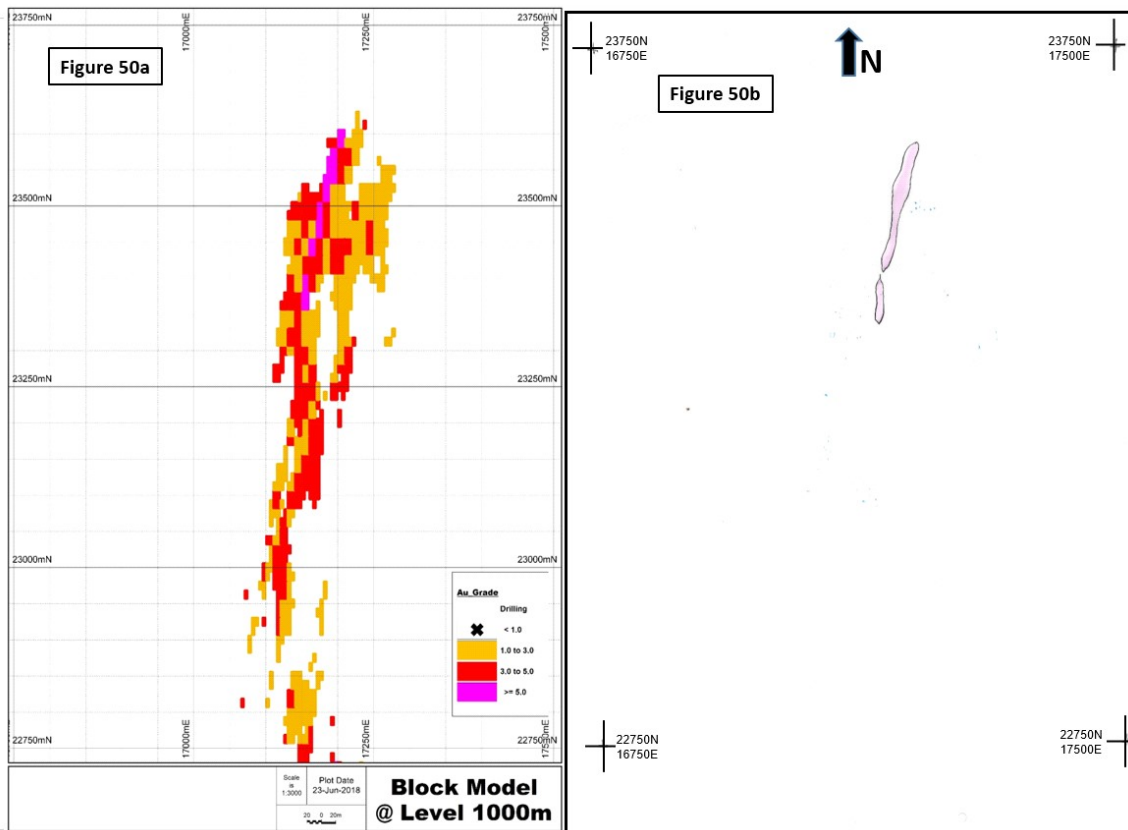 23750mN
17000mE
17250mE
17500mE
23750mN
Figure 50a
23500mN
23500mN
23250mN
23250mN
23000mN
23000mN
Au_Grade
Drilling
< 1.0
1.0 to 3.0
3.0 to 5.0
>= 5.0
22750mN
17000mE
17250mE
17500mE
22750mN
Scale
is
1:3000
Plot Date
23-Jun-2018
20 0 20m
Block Model
@ Level 1000m
23750N
16750E
N
23750N
17500E
Figure 50b
22750N
16750E
22750N
17500E